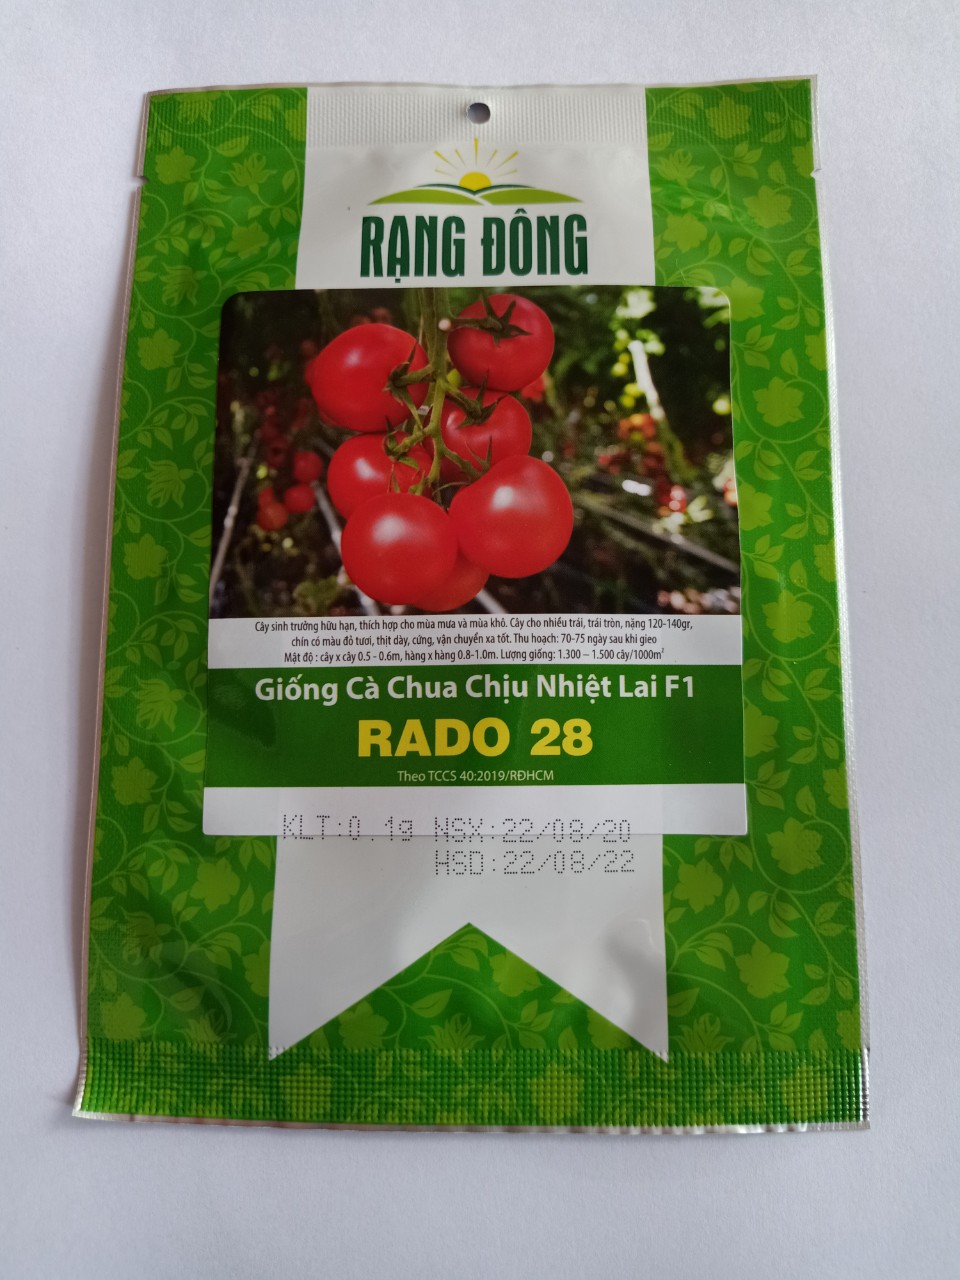 RẠNG ĐÔNG
Cây sinh trưởng hữu hạn, thích hợp cho mùa mưa và mùa khô. Cây cho nhiều trái, trái tròn, nặng 120-140gr,
chín có màu đỏ tươi, thịt dày, cứng, vận chuyển xa tốt. Thu hoạch: 70-75 ngày sau khi gieo
Mật độ : cây x cây 0.5 - 0.6m, hàng x hàng 0.8-1.0m. Lượng giống: 1.300 – 1.500 cây/1000m²
Giống Cà Chua Chịu Nhiệt Lai F1
RADO 28
Theo TCCS 40:2019/RĐHCM
KLT:0.1g NSX:22/08/20
HSD:22/08/22